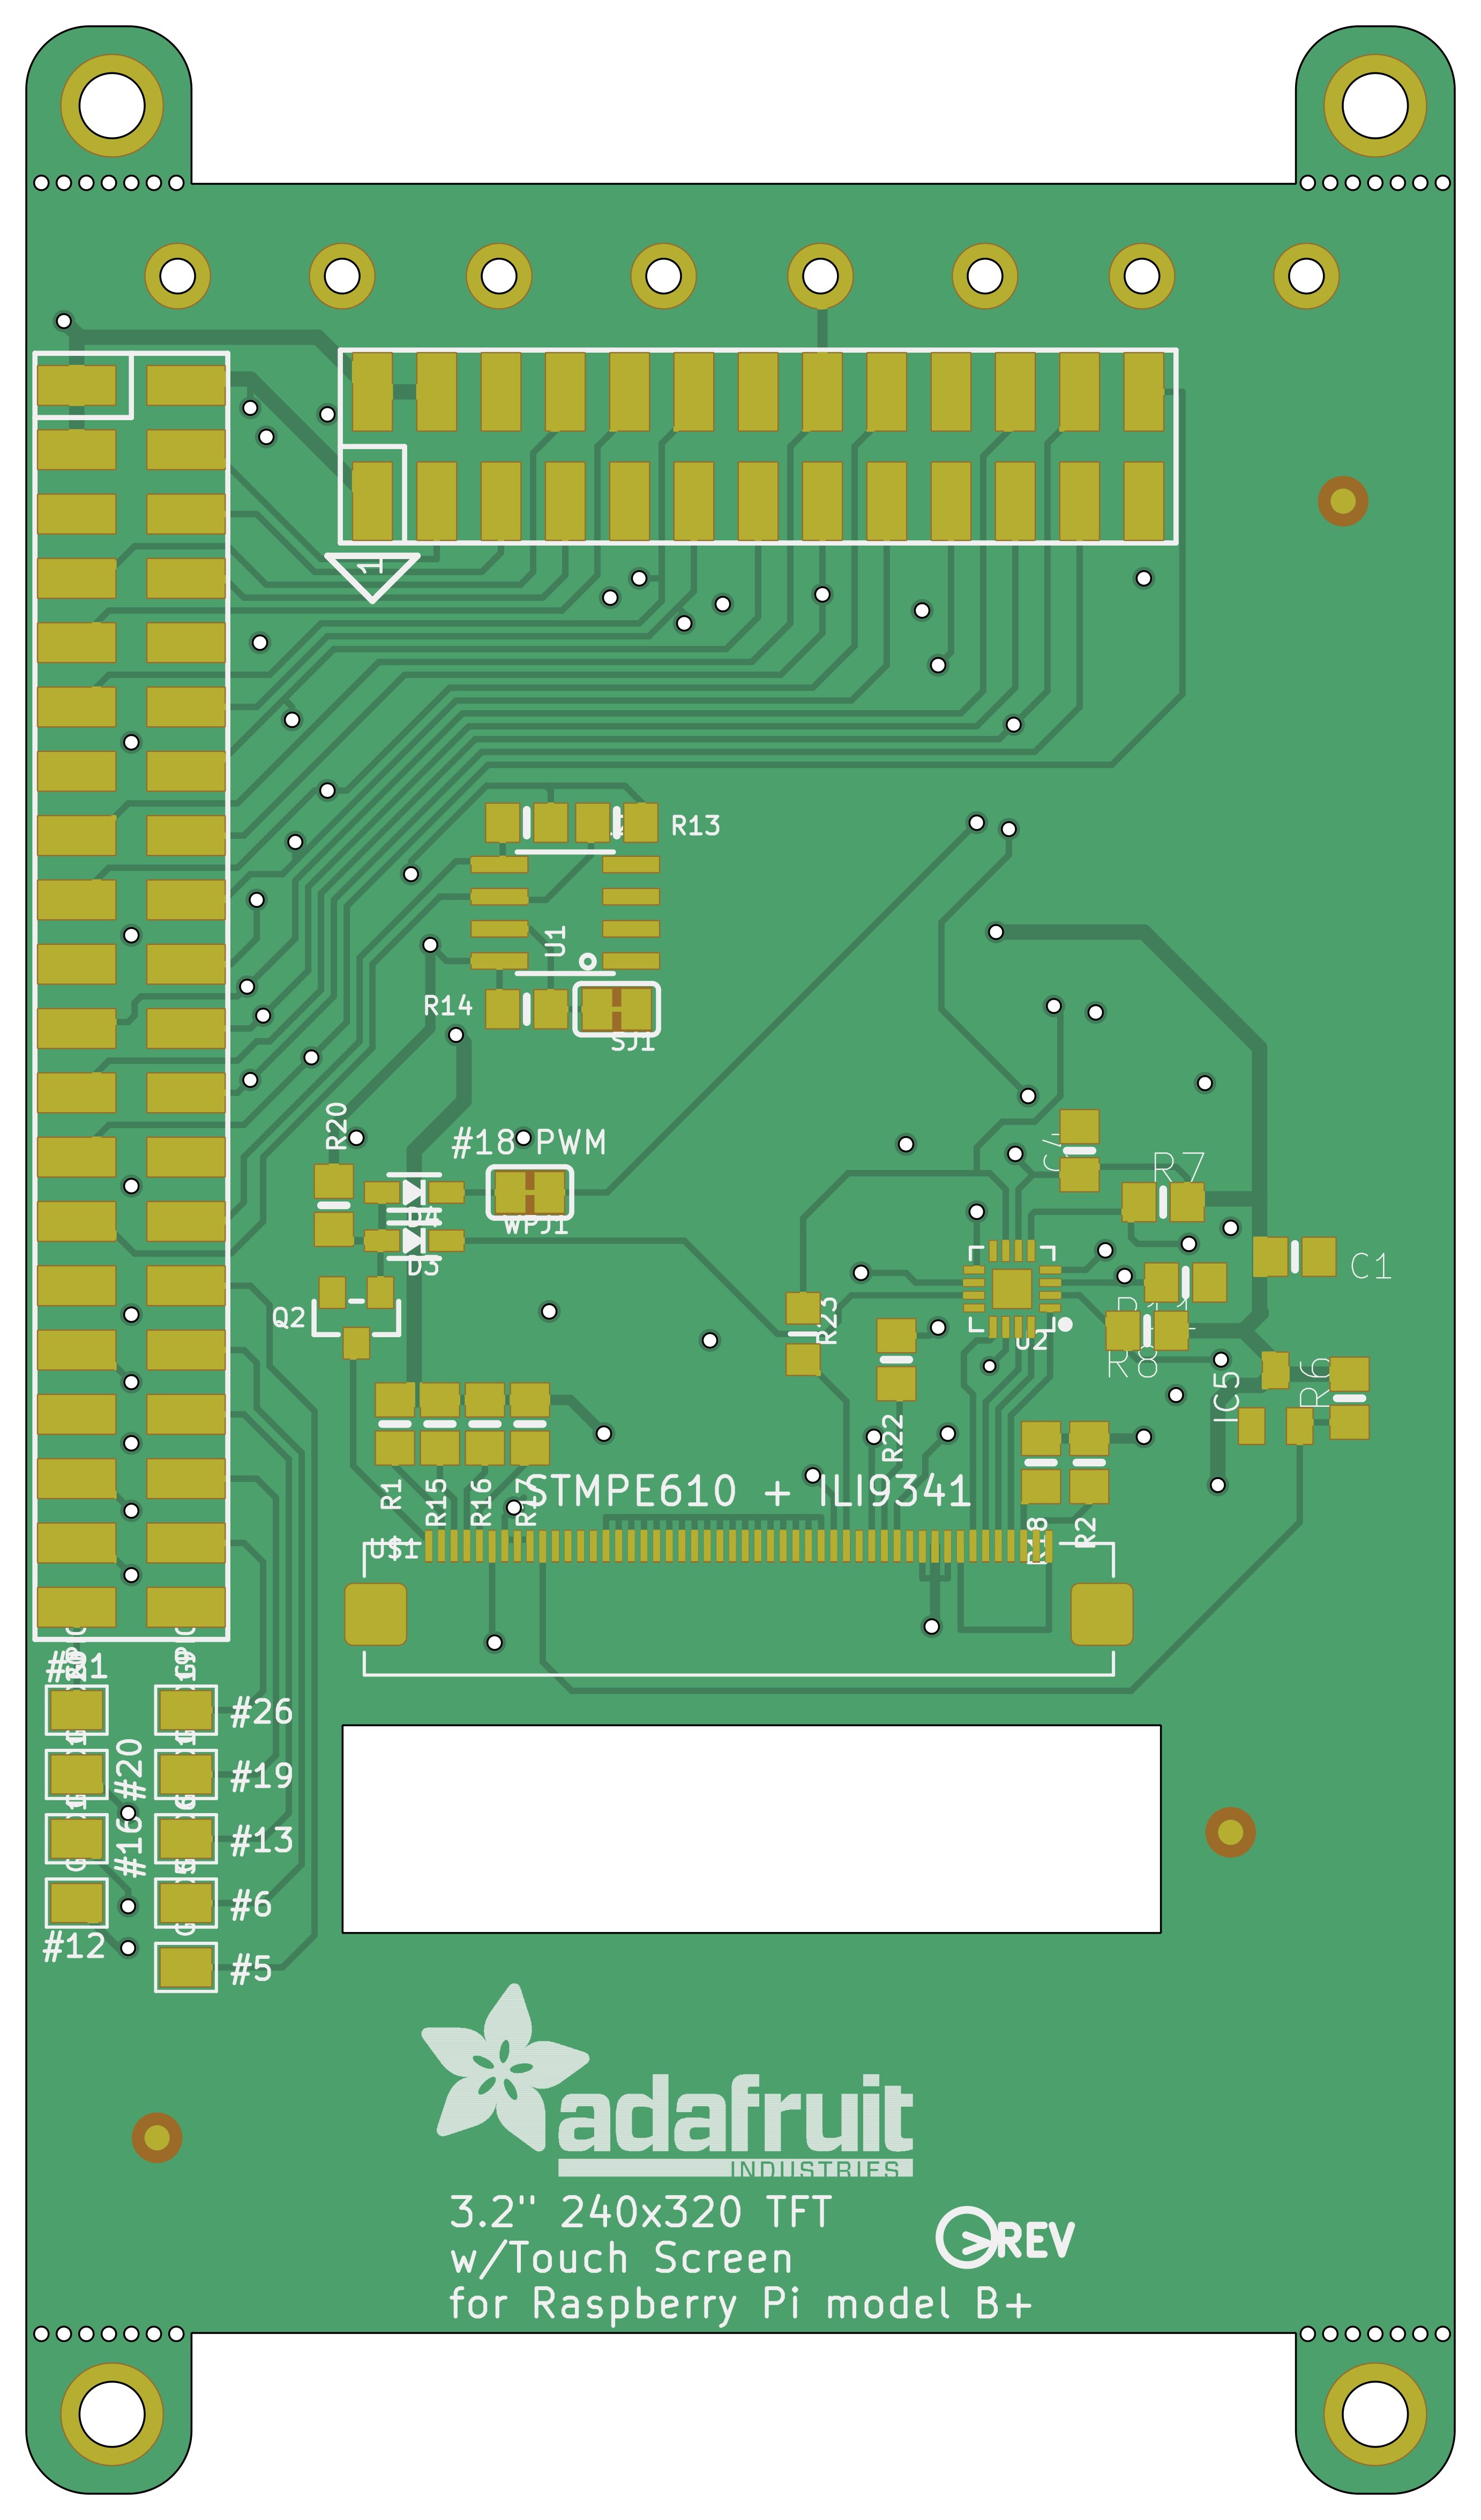 1
R13
U1
R14
SJ1
R20
#18 PWM
R7
D4
WPJ1
D3
C1
Q2
R23
U2
R8
R6
IC5
R22
R1
R15
R16
R17
STMPE610 + ILI9341
U$1
R18
R2
#26
#20
#19
#16
#13
#6
#12
#5
adafruit
INDUSTRIES
3.2" 240x320 TFT
w/Touch Screen
for Raspberry Pi model B+
REV